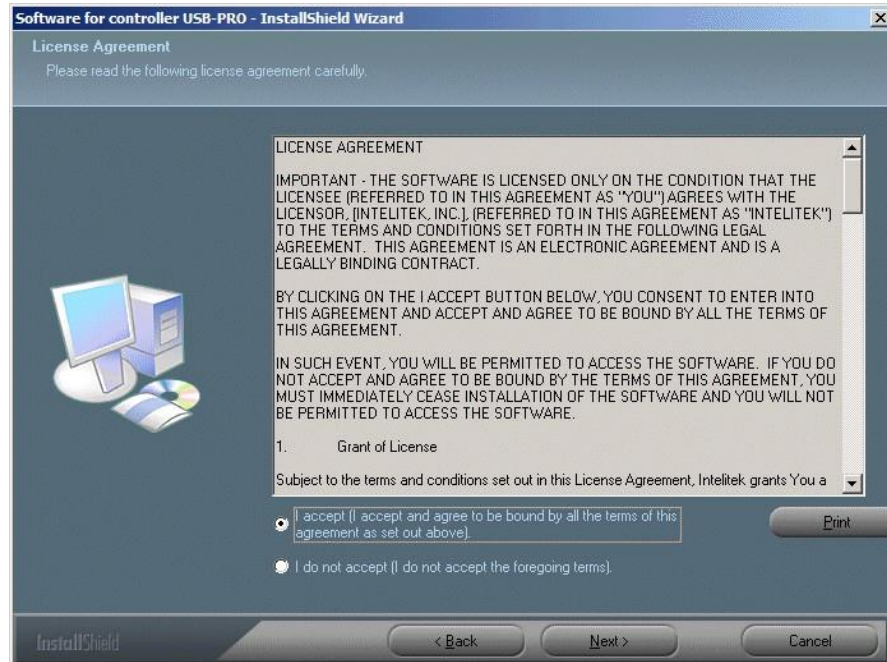 Software for controller USB-PRO - InstallShield Wizard
License Agreement
Please read the following license agreement carefully.
LICENSE AGREEMENT
IMPORTANT - THE SOFTWARE IS LICENSED ONLY ON THE CONDITION THAT THE
LICENSEE (REFERRED TO IN THIS AGREEMENT AS "YOU") AGREES WITH THE
LICENSOR, [INTELITEK, INC.], (REFERRED TO IN THIS AGREEMENT AS "INTELITEK")
TO THE TERMS AND CONDITIONS SET FORTH IN THE FOLLOWING LEGAL
AGREEMENT. THIS AGREEMENT IS AN ELECTRONIC AGREEMENT AND IS A
LEGALLY BINDING CONTRACT.
BY CLICKING ON THE I ACCEPT BUTTON BELOW, YOU CONSENT TO ENTER INTO
THIS AGREEMENT AND ACCEPT AND AGREE TO BE BOUND BY ALL THE TERMS OF
THIS AGREEMENT.
IN SUCH EVENT, YOU WILL BE PERMITTED TO ACCESS THE SOFTWARE. IF YOU DO
NOT ACCEPT AND AGREE TO BE BOUND BY THE TERMS OF THIS AGREEMENT, YOU
MUST IMMEDIATELY CEASE INSTALLATION OF THE SOFTWARE AND YOU WILL NOT
BE PERMITTED TO ACCESS THE SOFTWARE.
1. Grant of License
Subject to the terms and conditions set out in this License Agreement, Intelitek grants You a
I accept (I accept and agree to be bound by all the terms of this
agreement as set out above).
Print
I do not accept (I do not accept the foregoing terms).
InstallShield
< Back
Next >
Cancel